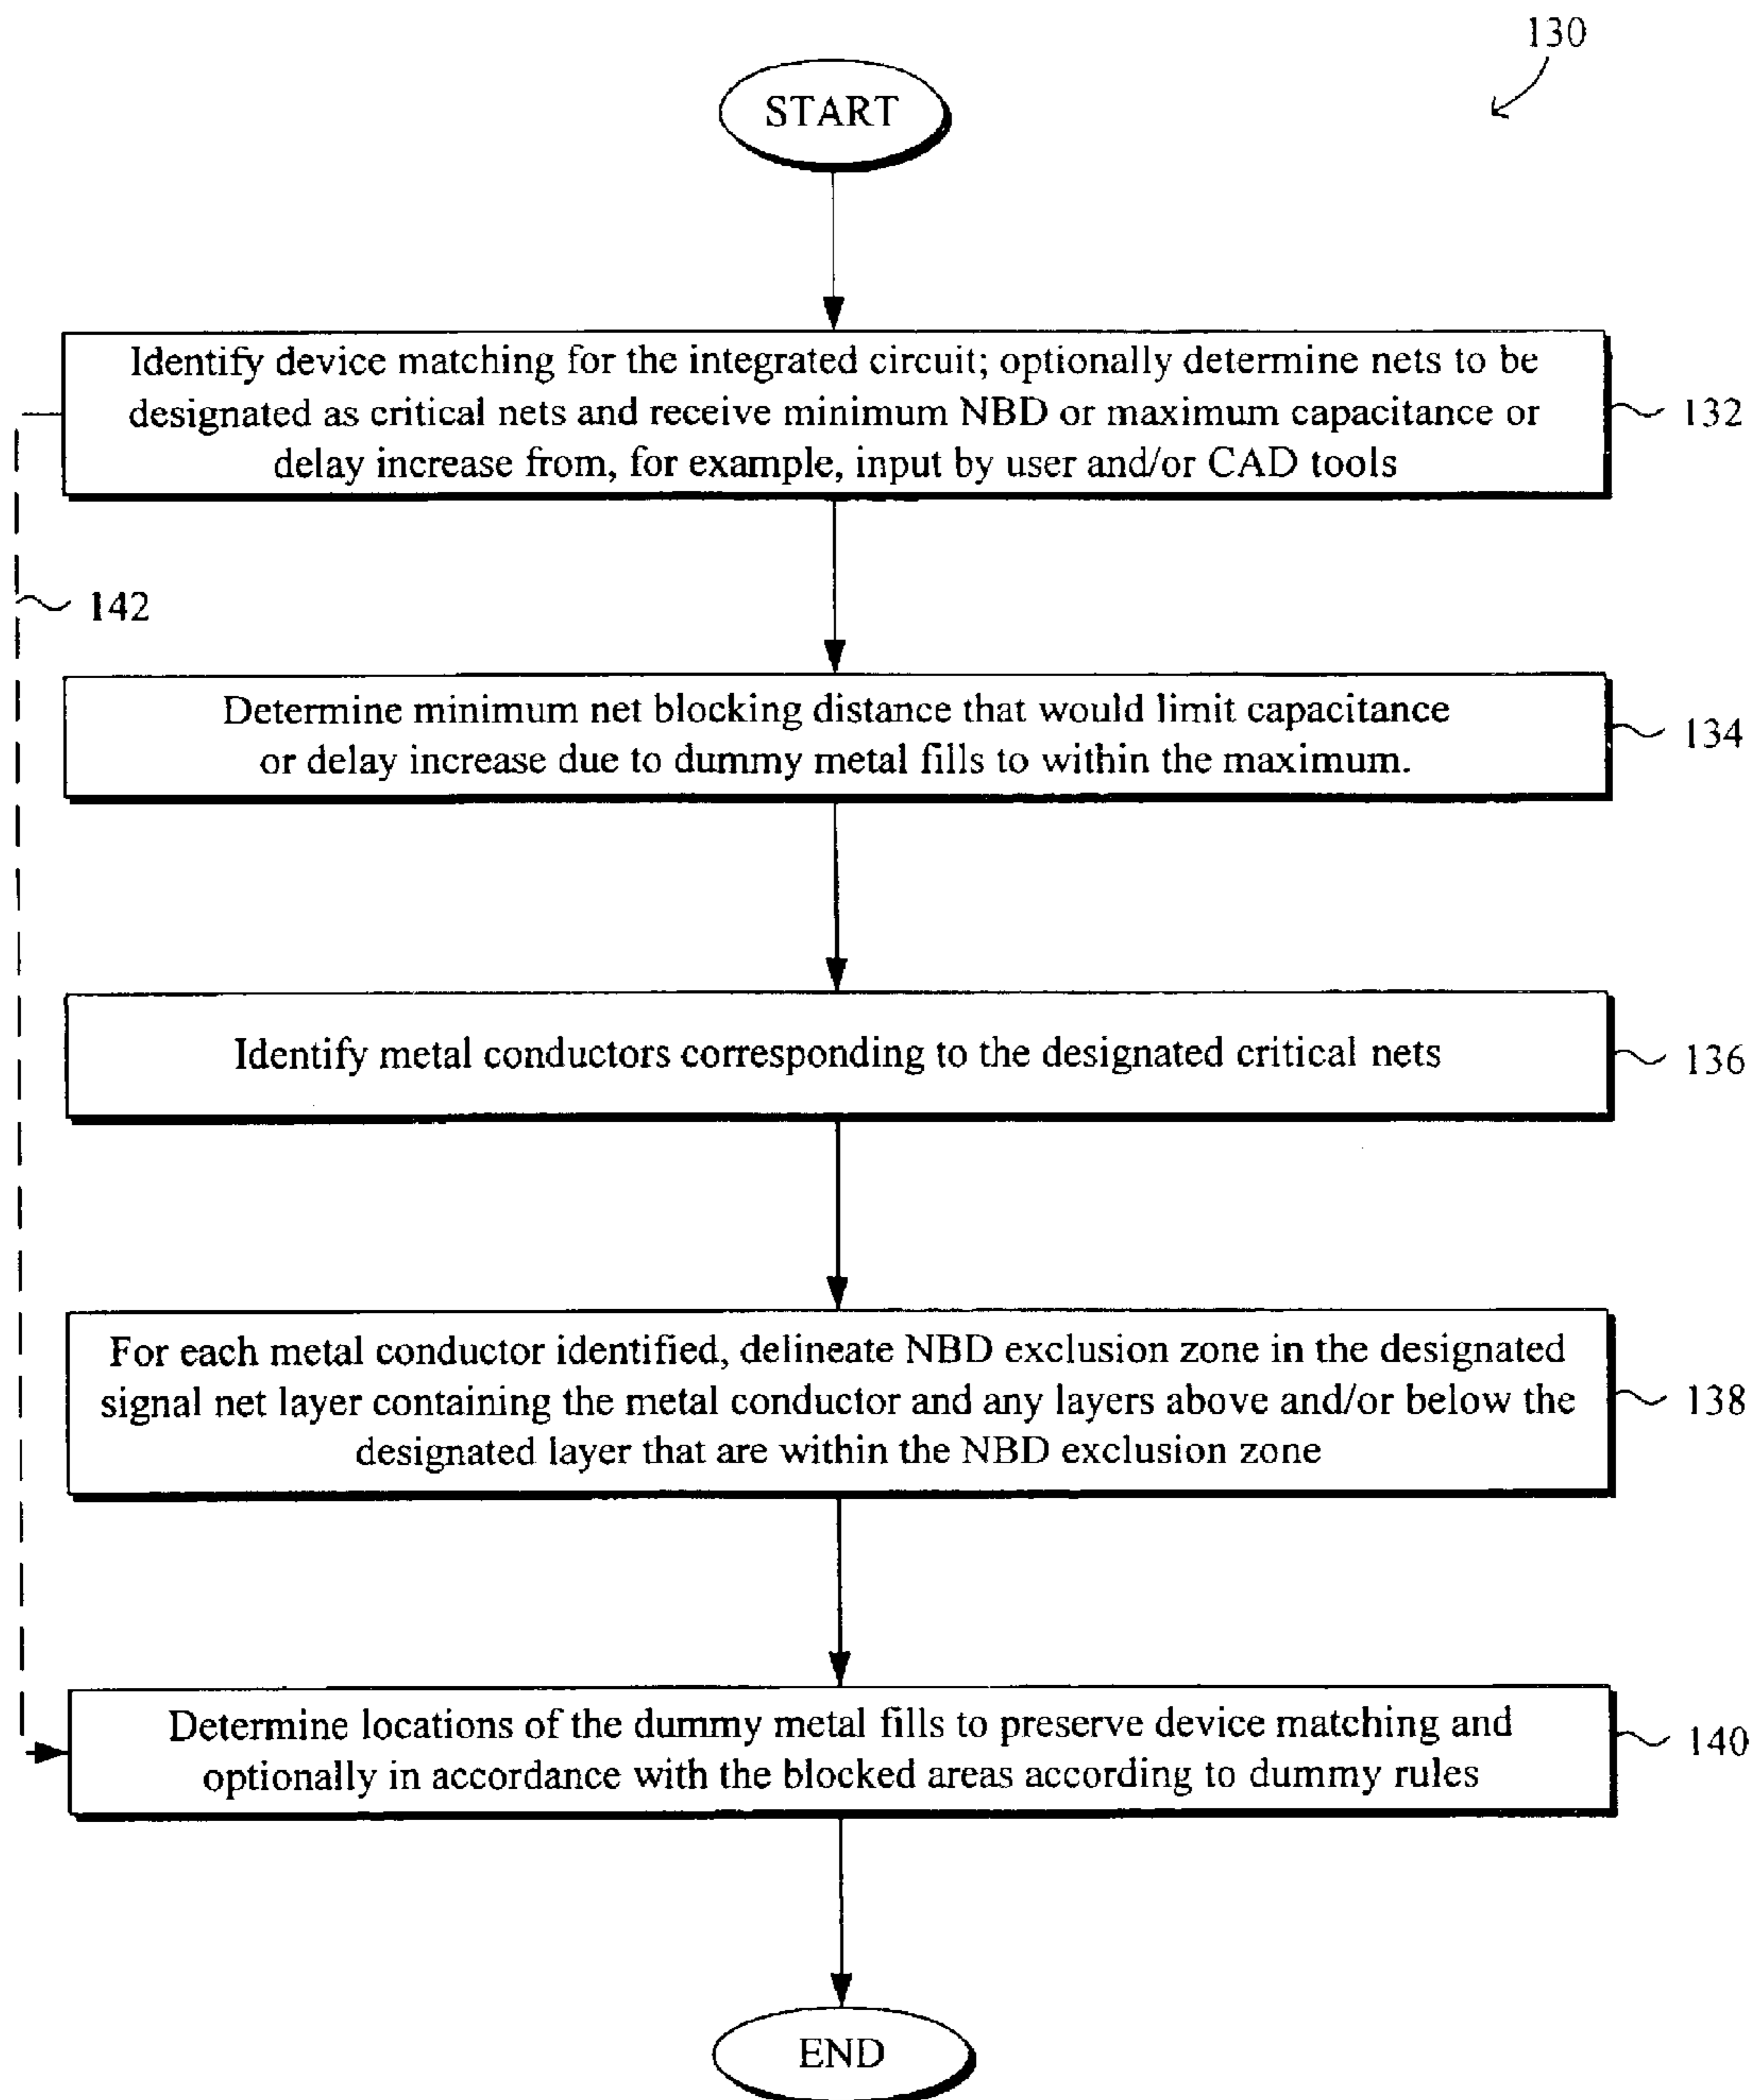 130
START
Identify device matching for the integrated circuit; optionally determine nets to be
designated as critical nets and receive minimum NBD or maximum capacitance or
delay increase from, for example, input by user and/or CAD tools
132
142
Determine minimum net blocking distance that would limit capacitance
or delay increase due to dummy metal fills to within the maximum.
134
Identify metal conductors corresponding to the designated critical nets
136
For each metal conductor identified, delineate NBD exclusion zone in the designated
signal net layer containing the metal conductor and any layers above and/or below the
designated layer that are within the NBD exclusion zone
138
Determine locations of the dummy metal fills to preserve device matching and
optionally in accordance with the blocked areas according to dummy rules
140
END